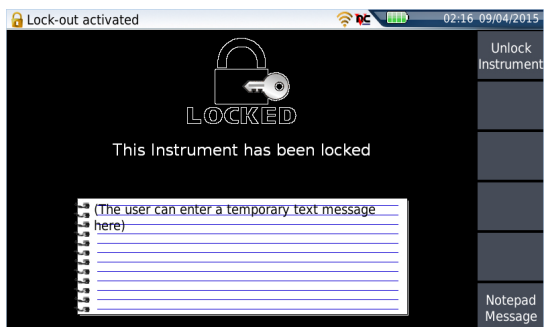 Lock-out activated
02:16 09/04/2015
Unlock
Instrument
LOCKED
This Instrument has been locked
(The user can enter a temporary text message
here)
Notepad
Message